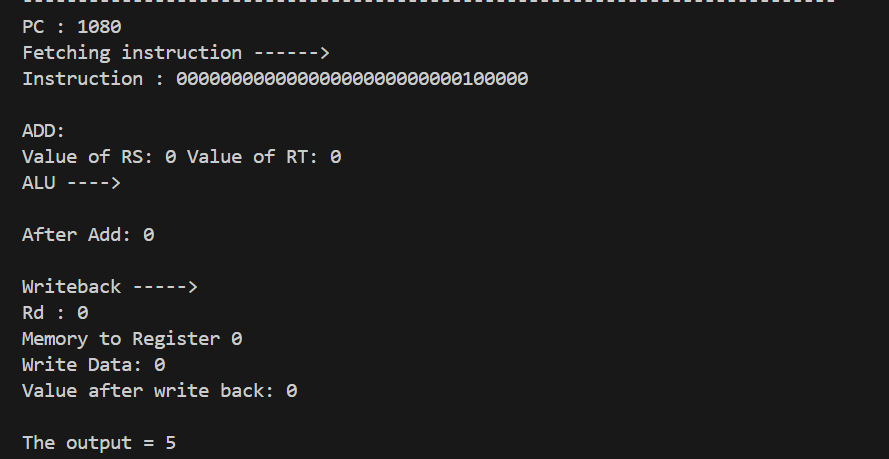 --------------------------------------------------------------------------
PC : 1080
Fetching instruction ------>
Instruction : 00000000000000000000000000100000
ADD:
Value of RS: 0 Value of RT: 0
ALU ---->
After Add: 0
Writeback ----->
Rd : 0
Memory to Register 0
Write Data: 0
Value after write back: 0
The output = 5